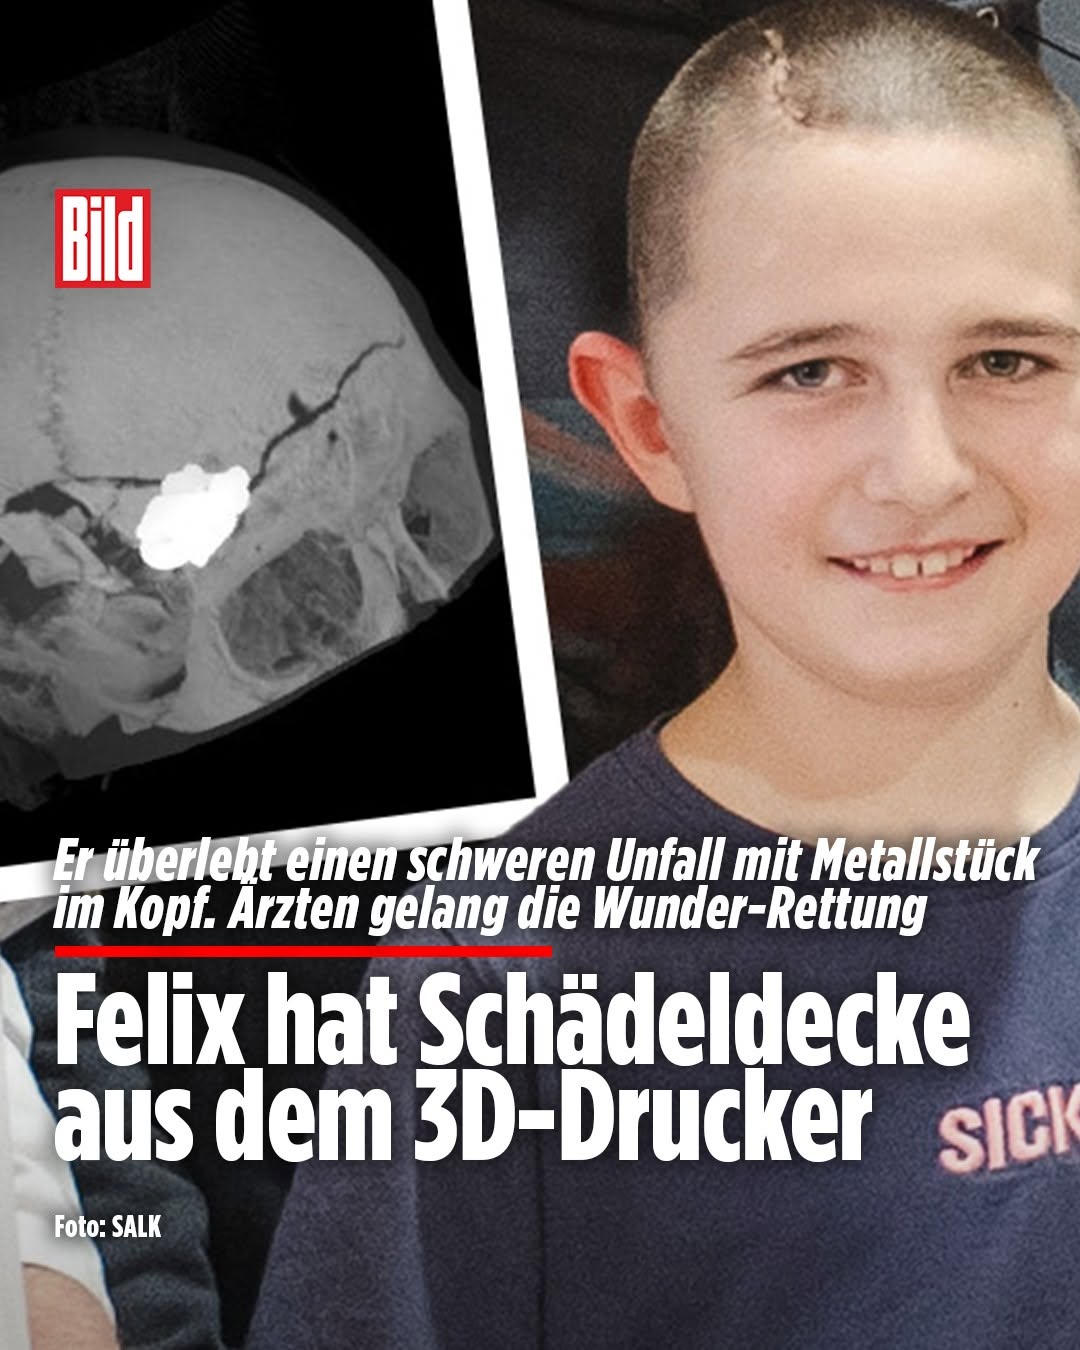 Bild
Er überlebt einen schweren Unfall mit Metallstück
im Kopf. Ärzten gelang die Wunder-Rettung
Felix hat Schädeldecke
aus dem 3D-Drucker
SICK
Foto: SALK